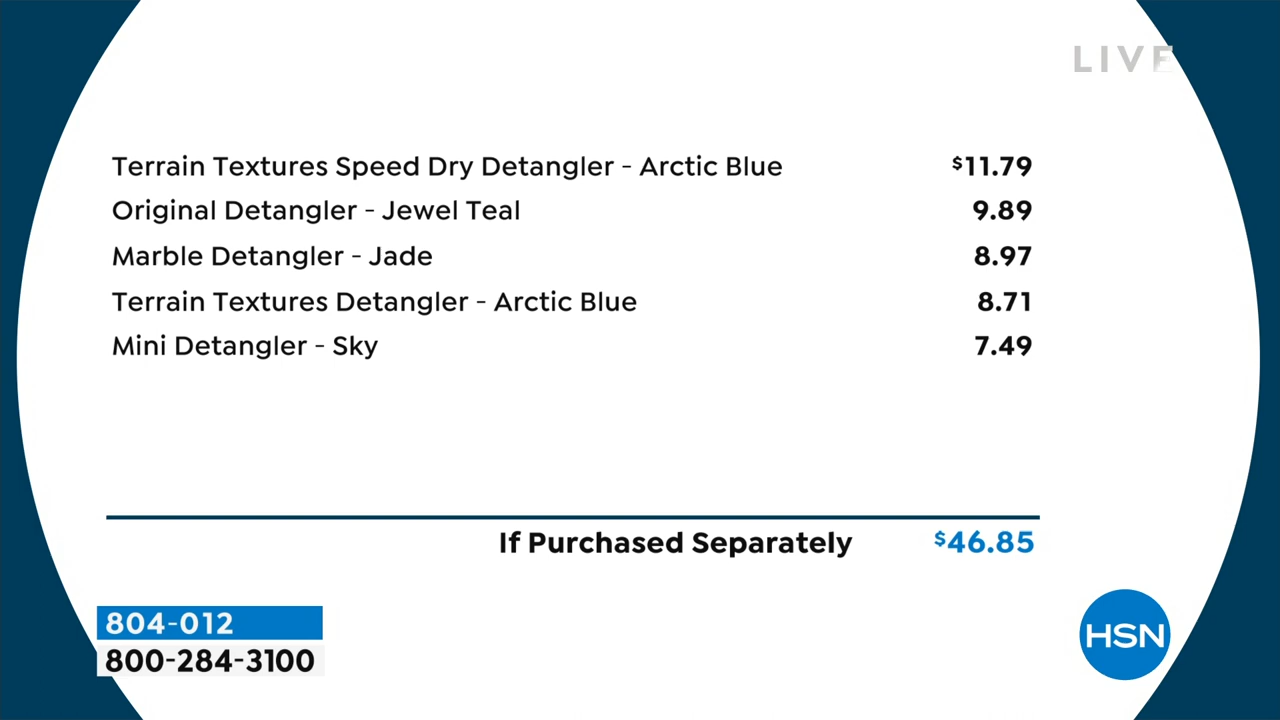 LIVE
Terrain Textures Speed Dry Detangler - Arctic Blue $11.79
Original Detangler - Jewel Teal 9.89
Marble Detangler - Jade 8.97
Terrain Textures Detangler - Arctic Blue 8.71
Mini Detangler - Sky 7.49
If Purchased Separately $46.85
804-012
800-284-3100
HSN